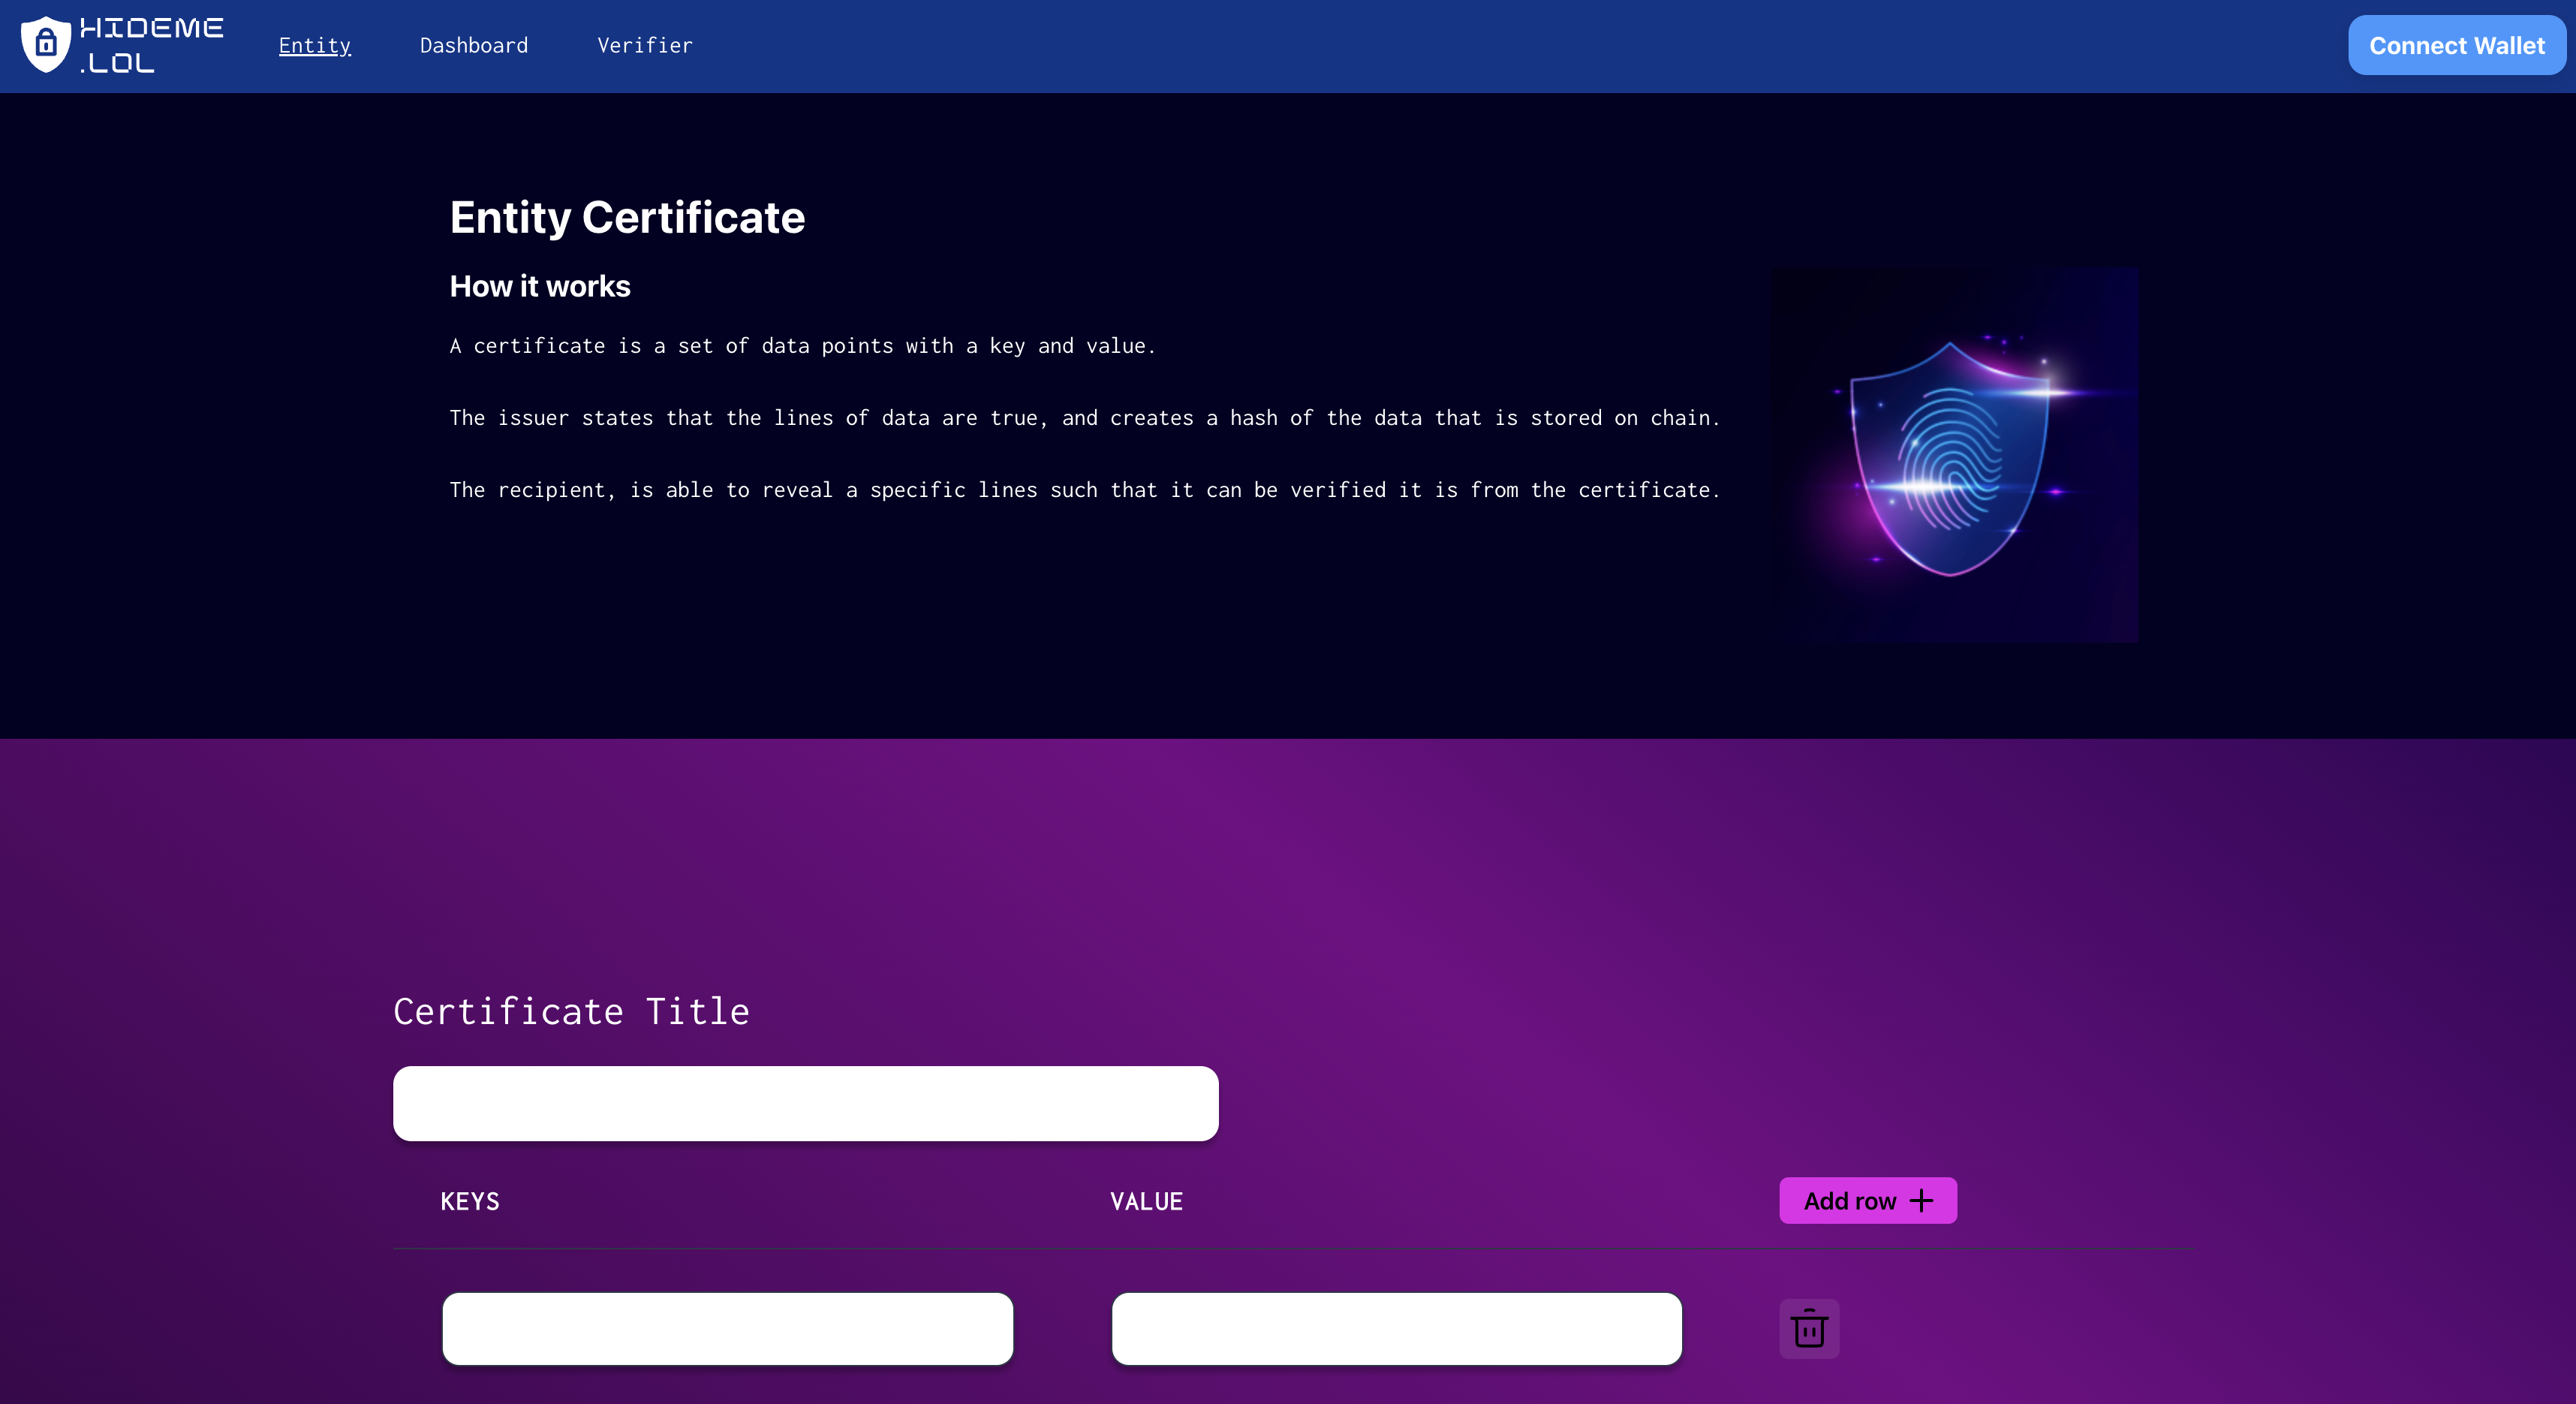 HIDEME
.LOL
Entity
Dashboard
Verifier
Connect Wallet
Entity Certificate
How it works
A certificate is a set of data points with a key and value.
The issuer states that the lines of data are true, and creates a hash of the data that is stored on chain.
The recipient, is able to reveal a specific lines such that it can be verified it is from the certificate.
Certificate Title
KEYS
VALUE
Add row